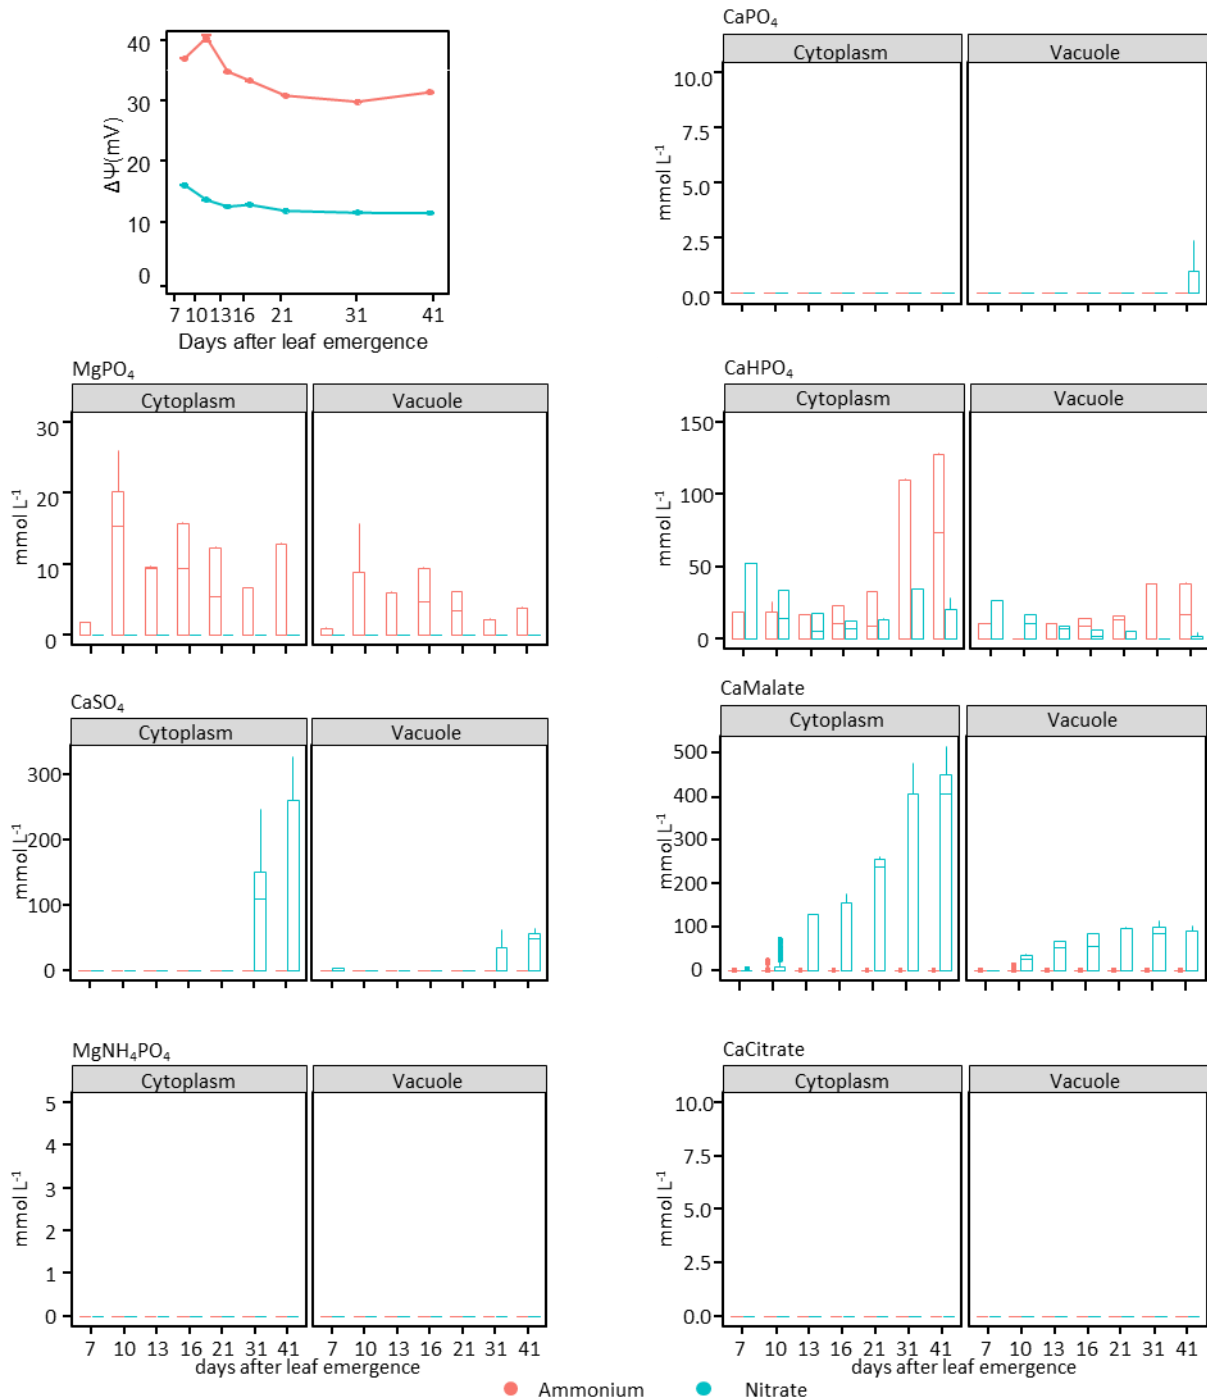 40
30
20
10
0
ΔΨ(mV)
7 10 13 16 21 31 41
Days after leaf emergence
CaPO₄
Cytoplasm Vacuole
10.0
7.5
5.0
2.5
0.0
mmol L⁻¹
MgPO₄
Cytoplasm Vacuole
30
20
10
0
mmol L⁻¹
CaHPO₄
Cytoplasm Vacuole
150
100
50
0
mmol L⁻¹
CaSO₄
Cytoplasm Vacuole
300
200
100
0
mmol L⁻¹
CaMalate
Cytoplasm Vacuole
500
400
300
200
100
0
mmol L⁻¹
MgNH₄PO₄
Cytoplasm Vacuole
5
4
3
2
1
0
mmol L⁻¹
7 10 13 16 21 31 41 7 10 13 16 21 31 41
days after leaf emergence
CaCitrate
Cytoplasm Vacuole
10.0
7.5
5.0
2.5
0.0
mmol L⁻¹
7 10 13 16 21 31 41 7 10 13 16 21 31 41
days after leaf emergence
Ammonium Nitrate